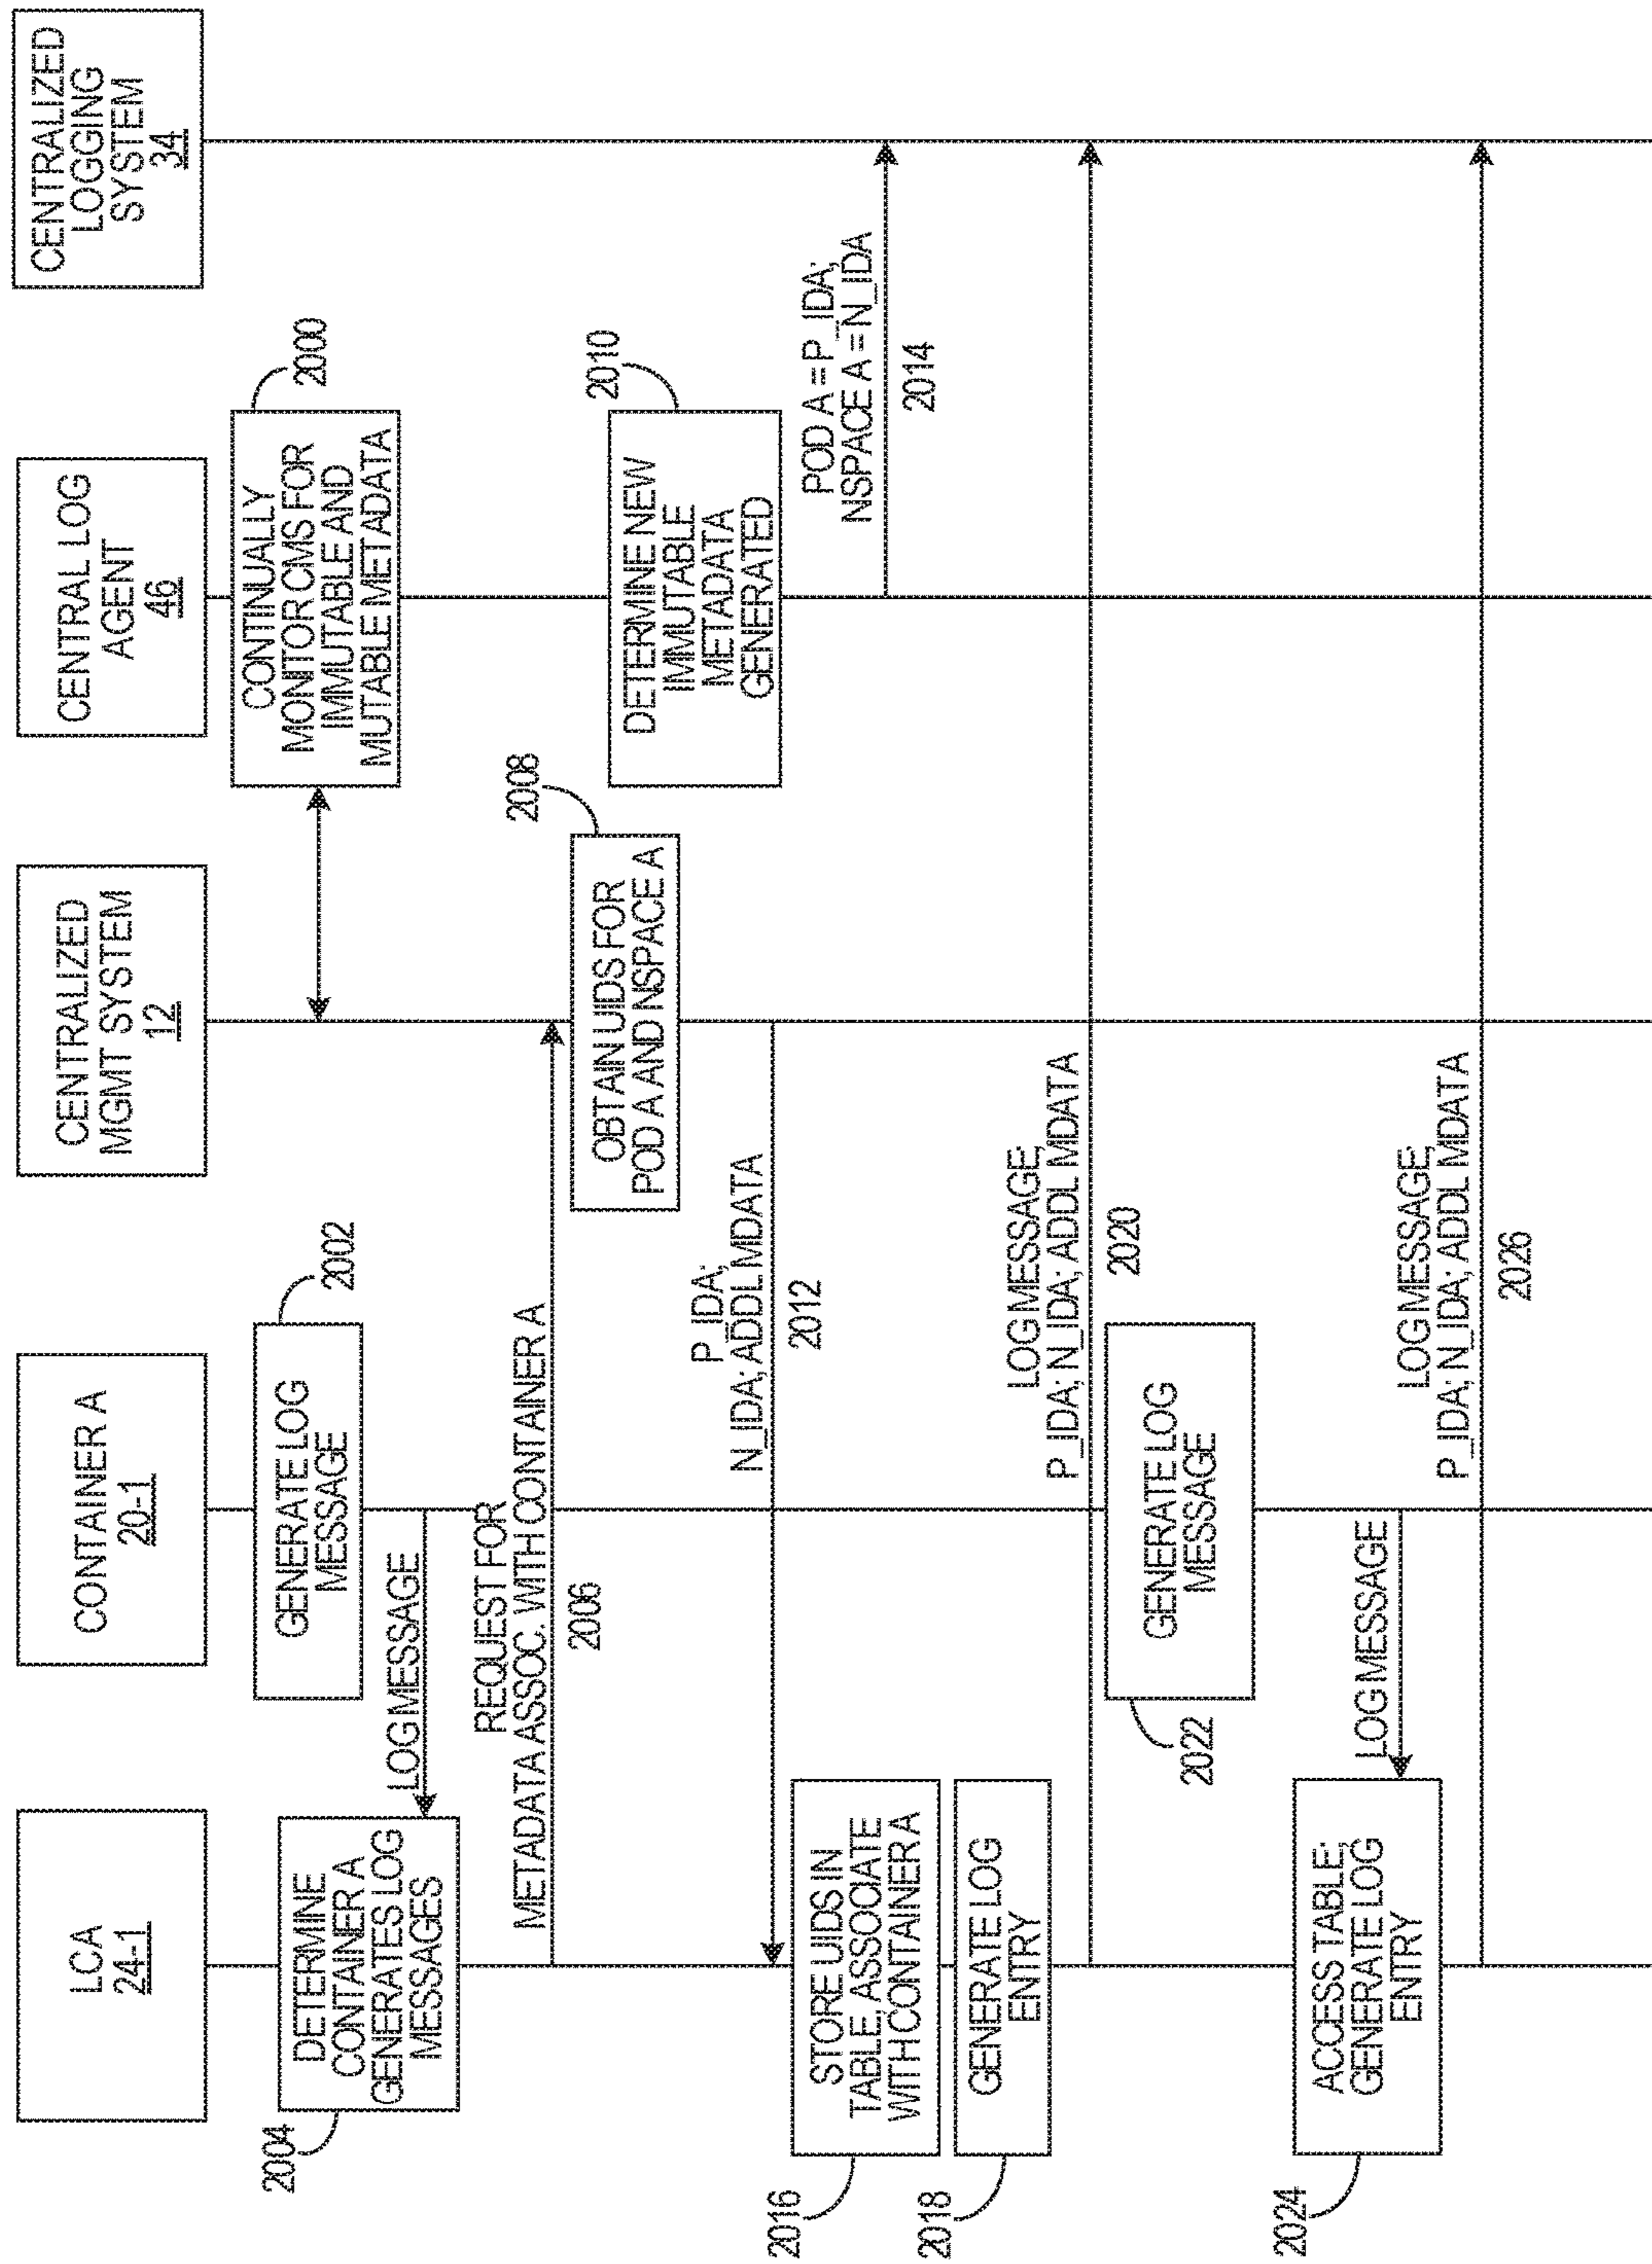 LCA
24-1
CONTAINER A
20-1
CENTRALIZED
MGMT SYSTEM
12
CENTRAL LOG
AGENT
46
CENTRALIZED
LOGGING
SYSTEM
34
CONTINUALLY
MONITOR CMS FOR
IMMUTABLE AND
MUTABLE METADATA
2000
GENERATE LOG
MESSAGE
2002
DETERMINE
CONTAINER A
GENERATES LOG
MESSAGES
2004
LOG MESSAGE
REQUEST FOR
METADATA ASSOC. WITH CONTAINER A
2006
OBTAIN UIDS FOR
POD A AND NSPACE A
2008
DETERMINE NEW
IMMUTABLE
METADATA
GENERATED
2010
P_IDA;
N_IDA; ADDL MDATA
2012
POD A = P_IDA;
NSPACE A = N_IDA
2014
STORE UIDS IN
TABLE, ASSOCIATE
WITH CONTAINER A
2016
GENERATE LOG
ENTRY
2018
LOG MESSAGE;
P_IDA; N_IDA; ADDL MDATA
2020
GENERATE LOG
MESSAGE
2022
LOG MESSAGE
ACCESS TABLE;
GENERATE LOG
ENTRY
2024
LOG MESSAGE;
P_IDA; N_IDA; ADDL MDATA
2026